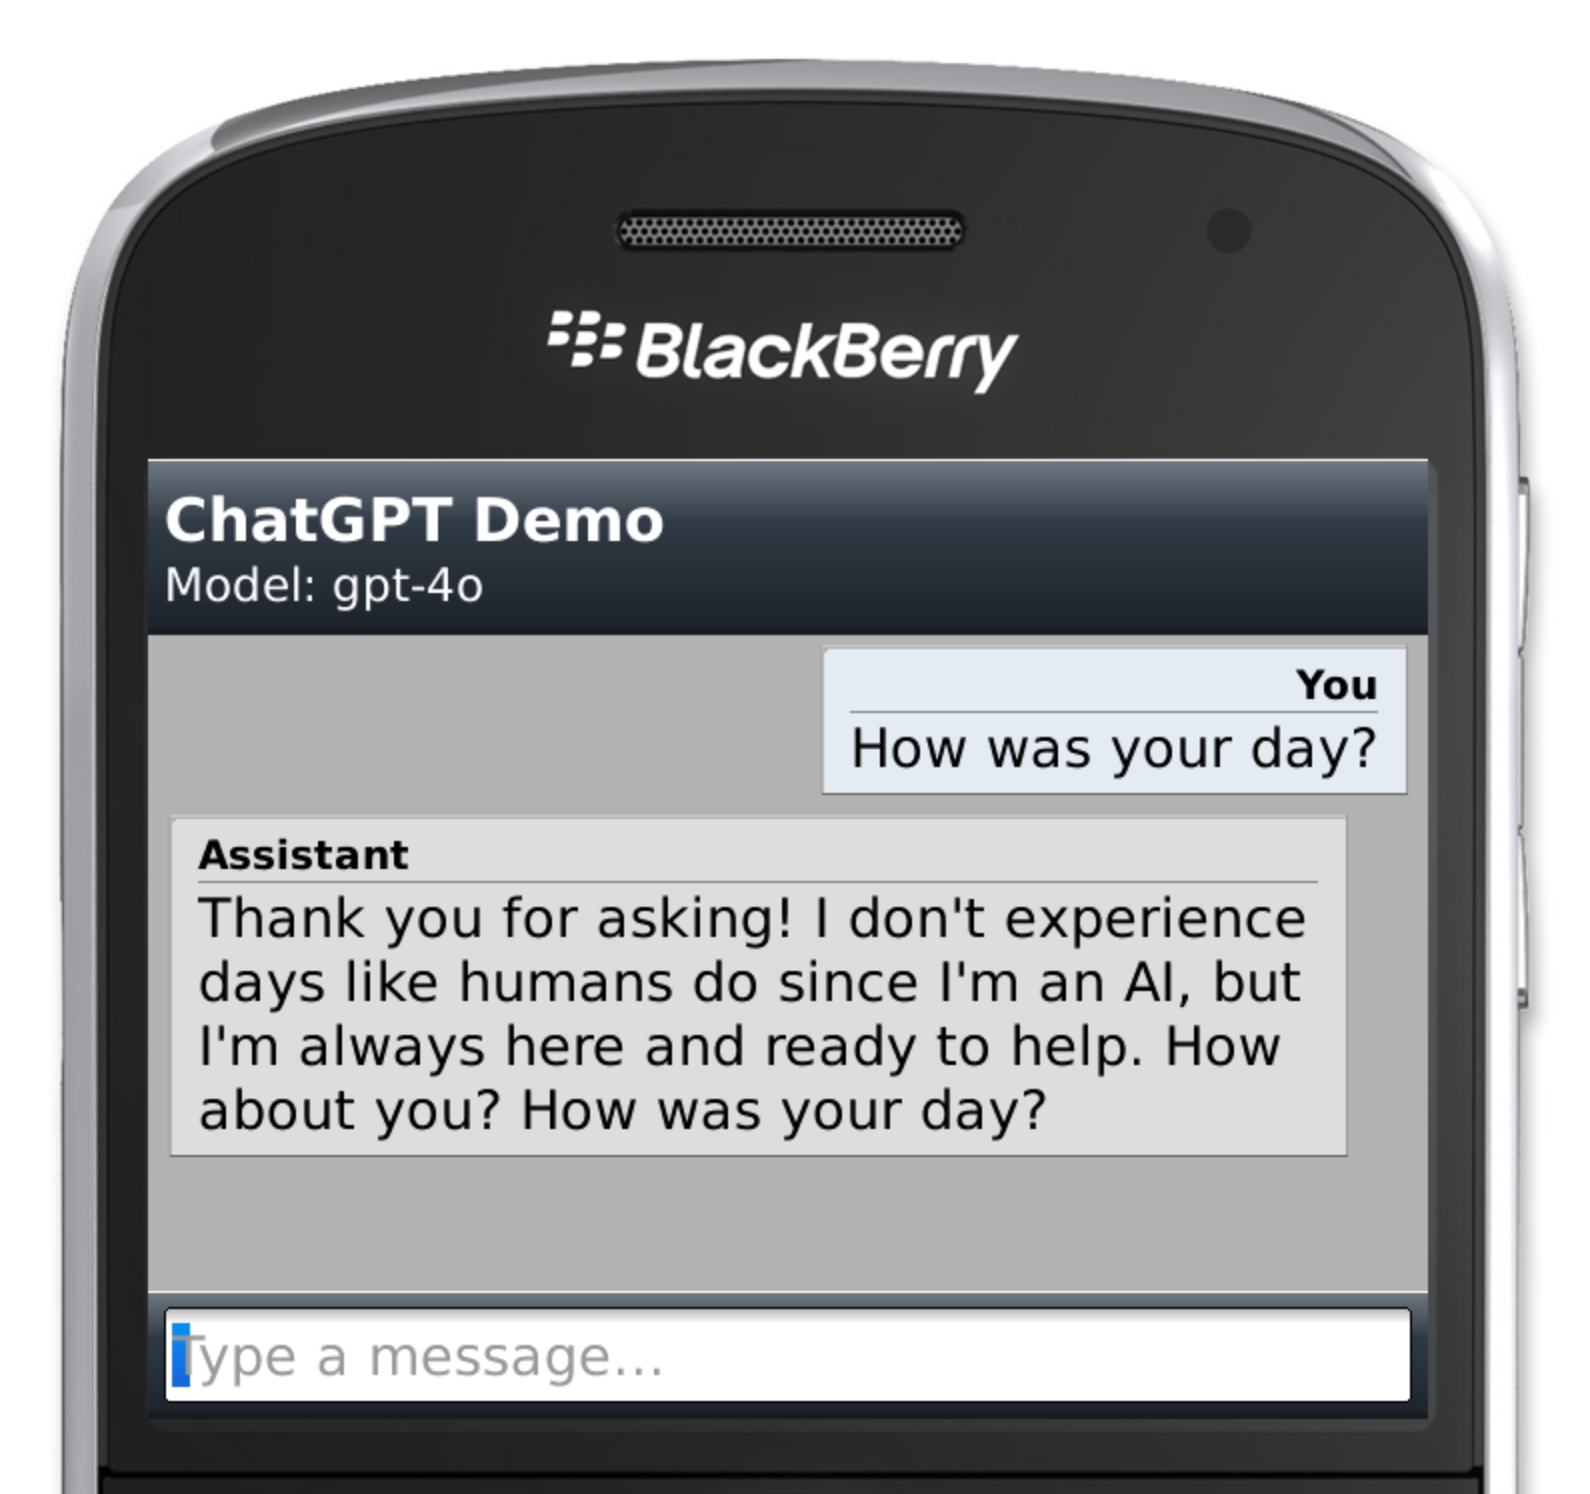 BlackBerry
ChatGPT Demo
Model: gpt-4o
You
How was your day?
Assistant
Thank you for asking! I don't experience
days like humans do since I'm an AI, but
I'm always here and ready to help. How
about you? How was your day?
Type a message...